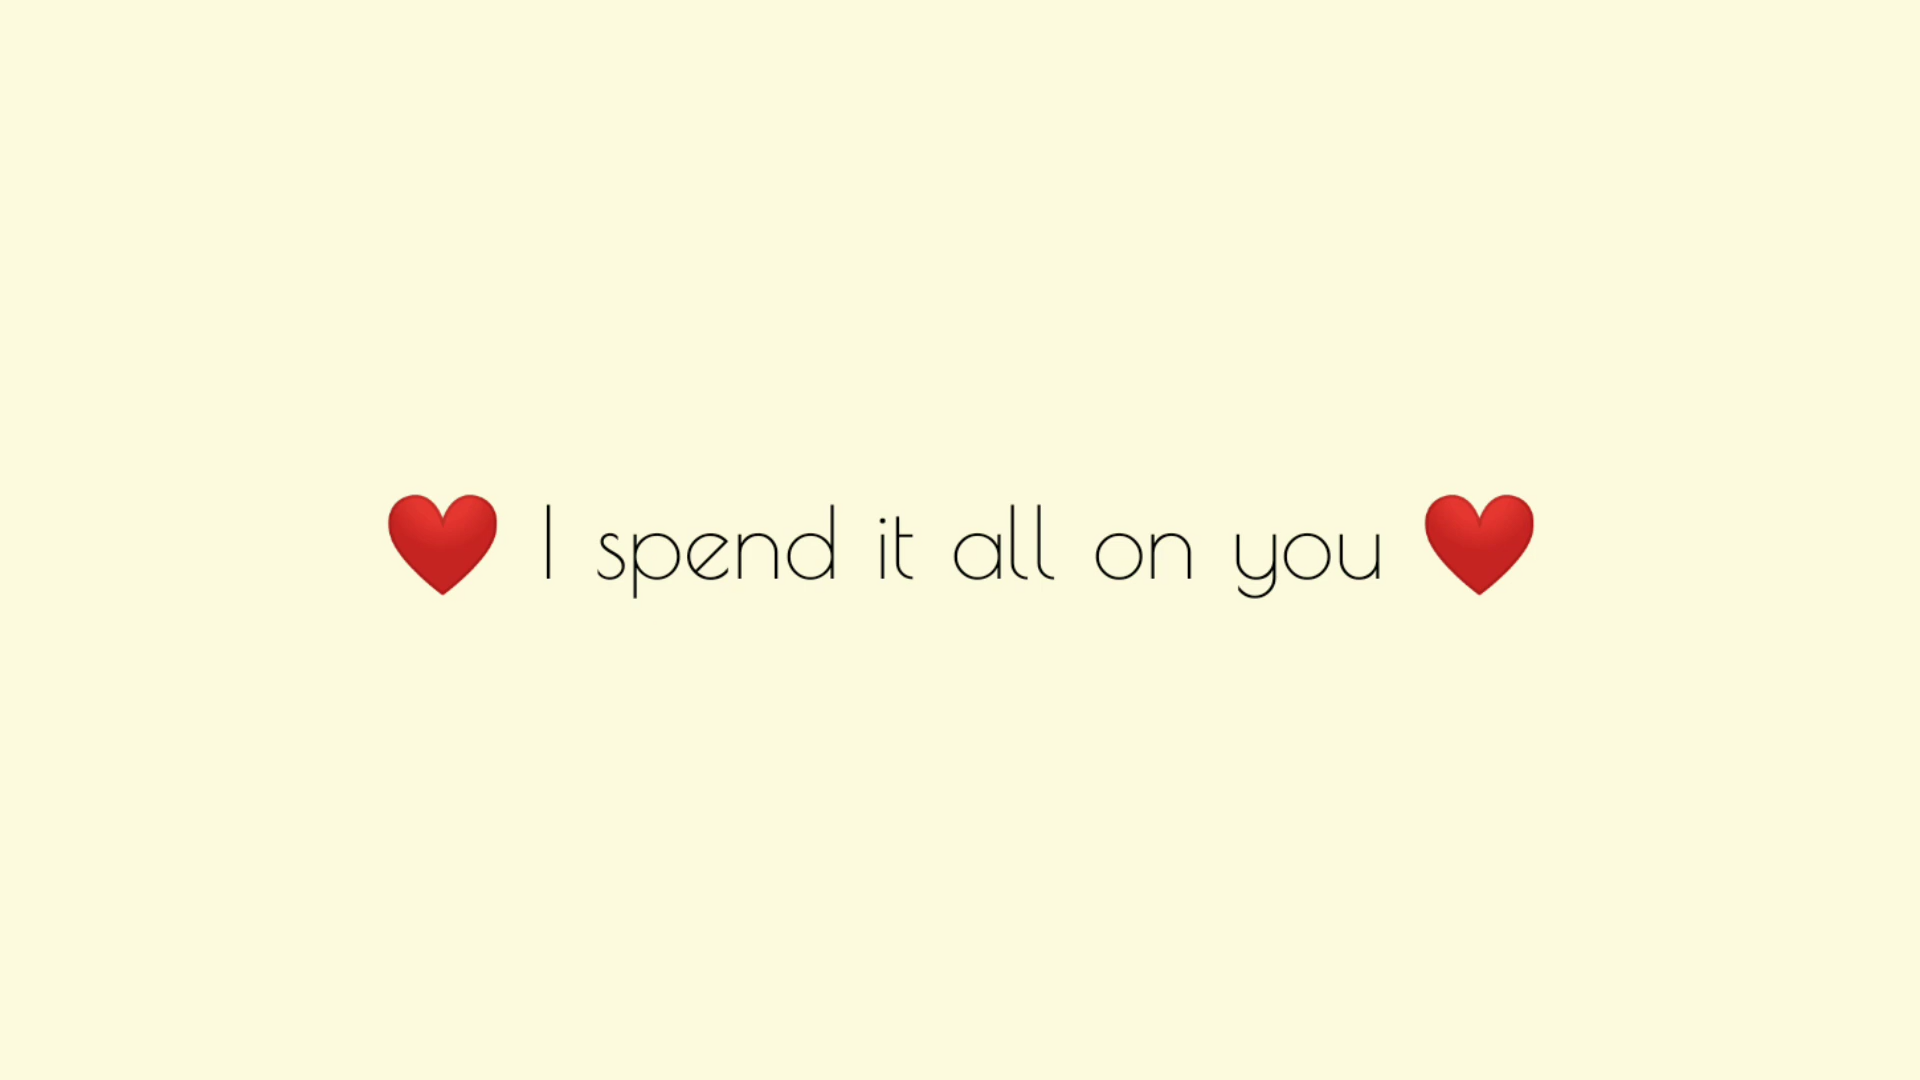 ❤️ I spend it all on you ❤️